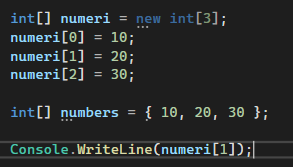 int[] numeri = new int[3];
numeri[0] = 10;
numeri[1] = 20;
numeri[2] = 30;
int[] numbers = { 10, 20, 30 };
Console.WriteLine(numeri[1]);